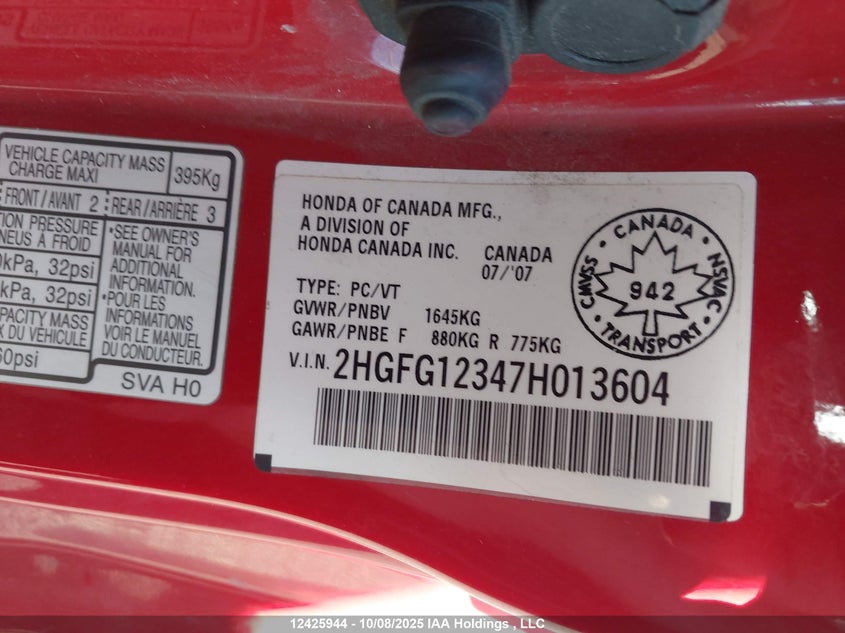 VEHICLE CAPACITY MASS
CHARGE MAXI
395Kg
FRONT/AVANT 2
REAR/ARRIÈRE 3
TION PRESSURE
NEUS À FROID
0kPa, 32psi
kPa, 32psi
APACITY MASS
X DU VÉHICULE
60psi
•SEE OWNER'S
MANUAL FOR
ADDITIONAL
INFORMATION.
•POUR LES
INFORMATIONS
VOIR LE MANUEL
DU CONDUCTEUR.
SVA H0
HONDA OF CANADA MFG.,
A DIVISION OF
HONDA CANADA INC. CANADA
07/'07
TYPE: PC/VT
GVWR/PNBV 1645KG
GAWR/PNBE F 880KG R 775KG
V.I.N. 2HGFG12347H013604
CANADA
CMVSS
NSVAC
942
TRANSPORT
12425944 - 10/08/2025 IAA Holdings , LLC